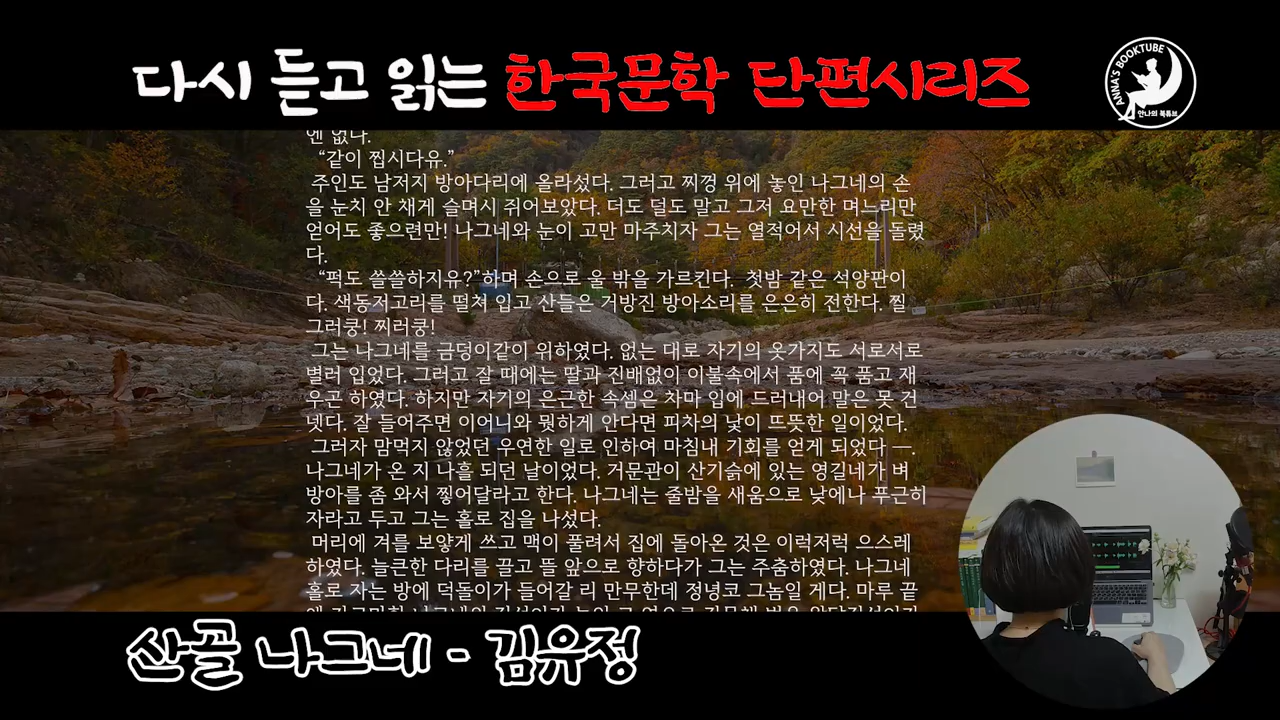 다시 듣고 읽는 한국문학 단편시리즈
ANNA'S BOOKTUBE
안나의 북튜브
엔 없다.
“같이 찝시다유.”
주인도 남저지 방아다리에 올라섰다. 그러고 찌껑 위에 놓인 나그네의 손
을 눈치 안 채게 슬며시 쥐어보았다. 더도 덜도 말고 그저 요만한 며느리만
얻어도 좋으련만! 나그네와 눈이 고만 마주치자 그는 열적어서 시선을 돌렸
다.
“퍽도 쓸쓸하지유?”하며 손으로 울 밖을 가르킨다. 첫밤 같은 석양판이
다. 색동저고리를 떨쳐 입고 산들은 거방진 방아소리를 은은히 전한다. 찔
그러쿵! 찌러쿵!
그는 나그네를 금덩이같이 위하였다. 없는 대로 자기의 옷가지도 서로서로
별러 입었다. 그러고 잘 때에는 딸과 진배없이 이불속에서 품에 꼭 품고 재
우곤 하였다. 하지만 자기의 은근한 속셈은 차마 입에 드러내어 말은 못 건
넷다. 잘 들어주면 이어니와 뭣하게 안다면 피차의 낯이 뜨뜻한 일이었다.
그러자 맘먹지 않았던 우연한 일로 인하여 마침내 기회를 얻게 되었다 ―.
나그네가 온 지 나흘 되던 날이었다. 거문관이 산기슭에 있는 영길네가 벼
방아를 좀 와서 찧어달라고 한다. 나그네는 줄밤을 새움으로 낮에나 푸근히
자라고 두고 그는 홀로 집을 나섰다.
머리에 겨를 보얗게 쓰고 맥이 풀려서 집에 돌아온 것은 이럭저럭 으스레
하였다. 늘큰한 다리를 끌고 뜰 앞으로 향하다가 그는 주춤하였다. 나그네
홀로 자는 방에 덕돌이가 들어갈 리 만무한데 정녕코 그놈일 게다. 마루 끝
산골 나그네 - 김유정